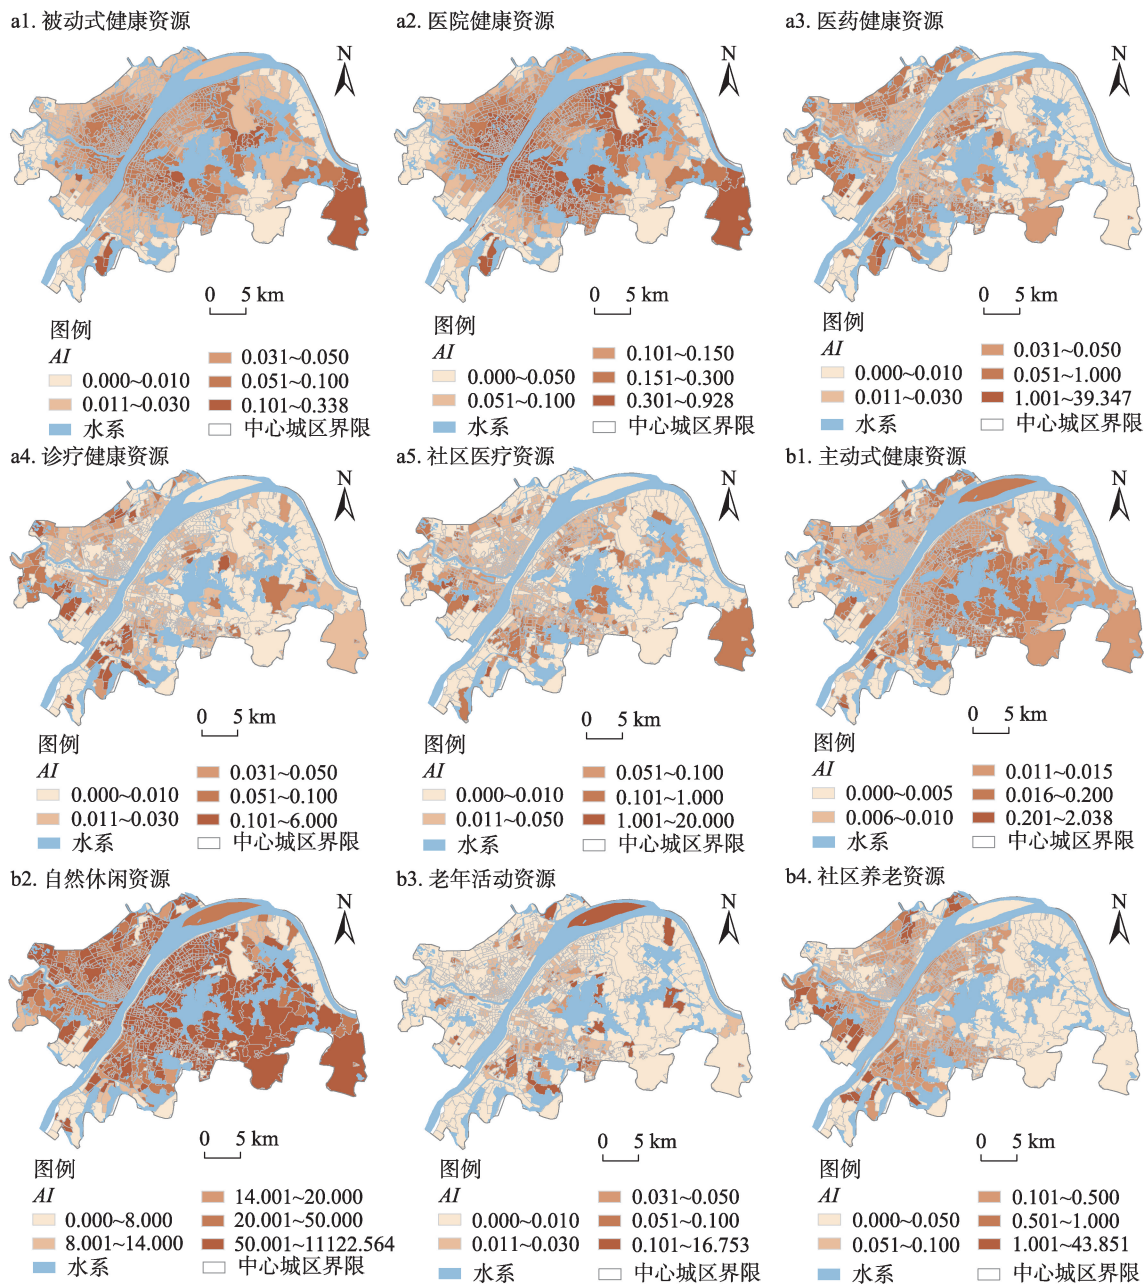 a1. 被动式健康资源
N
0 5 km
图例
AI
0.000~0.010
0.011~0.030
水系
0.031~0.050
0.051~0.100
0.101~0.338
中心城区界限
a2. 医院健康资源
N
0 5 km
图例
AI
0.000~0.050
0.051~0.100
水系
0.101~0.150
0.151~0.300
0.301~0.928
中心城区界限
a3. 医药健康资源
N
0 5 km
图例
AI
0.000~0.010
0.011~0.030
水系
0.031~0.050
0.051~1.000
1.001~39.347
中心城区界限
a4. 诊疗健康资源
N
0 5 km
图例
AI
0.000~0.010
0.011~0.030
水系
0.031~0.050
0.051~0.100
0.101~6.000
中心城区界限
a5. 社区医疗资源
N
0 5 km
图例
AI
0.000~0.010
0.011~0.050
水系
0.051~0.100
0.101~1.000
1.001~20.000
中心城区界限
b1. 主动式健康资源
N
0 5 km
图例
AI
0.000~0.005
0.006~0.010
水系
0.011~0.015
0.016~0.200
0.201~2.038
中心城区界限
b2. 自然休闲资源
N
0 5 km
图例
AI
0.000~8.000
8.001~14.000
水系
14.001~20.000
20.001~50.000
50.001~11122.564
中心城区界限
b3. 老年活动资源
N
0 5 km
图例
AI
0.000~0.010
0.011~0.030
水系
0.031~0.050
0.051~0.100
0.101~16.753
中心城区界限
b4. 社区养老资源
N
0 5 km
图例
AI
0.000~0.050
0.051~0.100
水系
0.101~0.500
0.501~1.000
1.001~43.851
中心城区界限